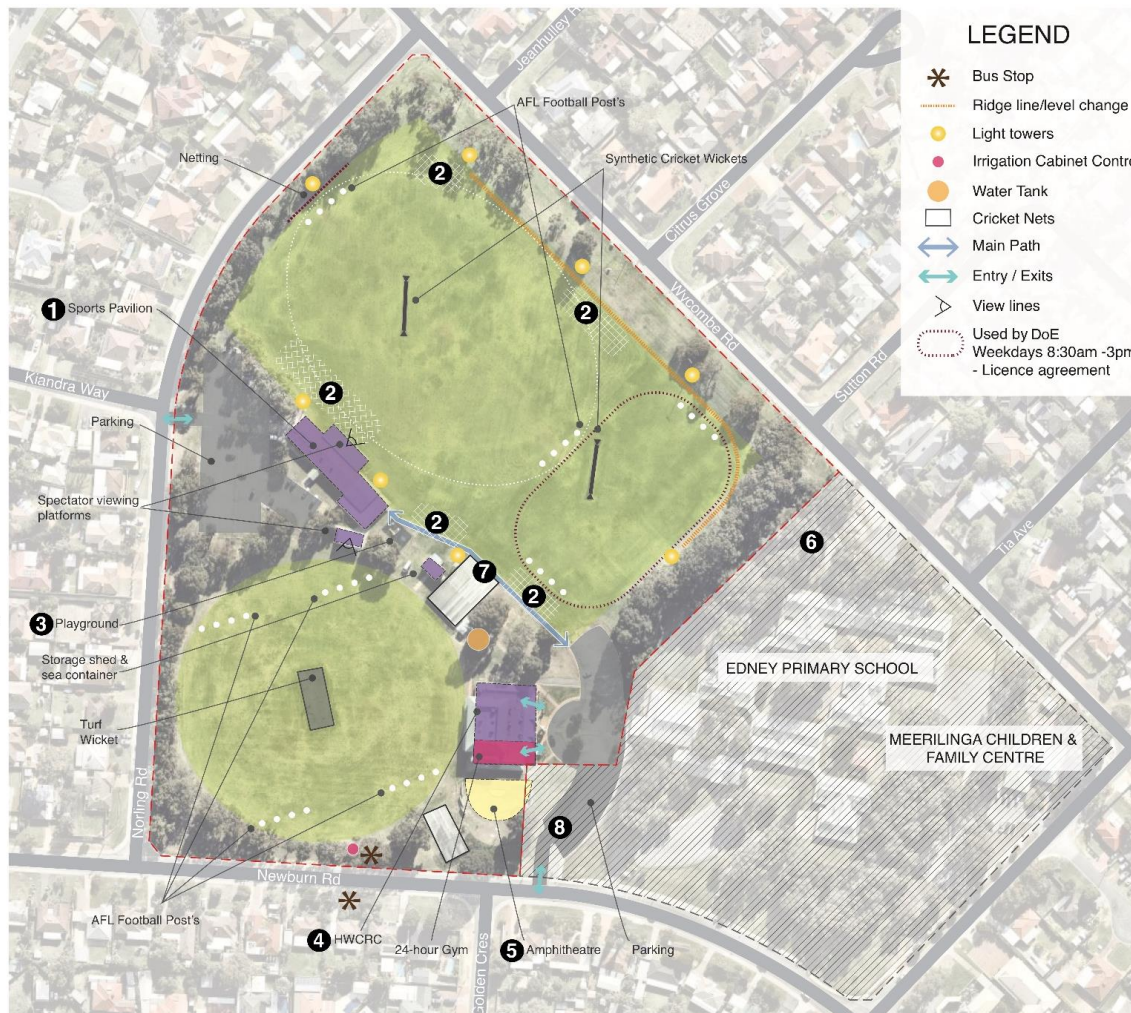 LEGEND
Bus Stop
Ridge line/level change
Light towers
Irrigation Cabinet Contr
Water Tank
Cricket Nets
Main Path
Entry / Exits
View lines
Used by DoE
Weekdays 8:30am -3pm
- Licence agreement
Jeanhulley R
AFL Football Post's
Netting
2
Synthetic Cricket Wickets
Citrus Grove
Wycombe Rd
1 Sports Pavilion
2
Sutton Rd
Kiandra Way
2
Parking
Spectator viewing
platforms
2
6
Tia Ave
7
2
3 Playground
Storage shed &
sea container
EDNEY PRIMARY SCHOOL
Turf
Wicket
MEERILINGA CHILDREN &
FAMILY CENTRE
Norling Rd
8
Newburn Rd
AFL Football Post's
4 HWCRC
24-hour Gym
Golden Cres
5 Amphitheatre
Parking